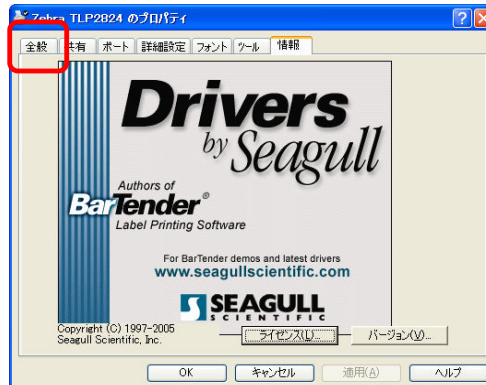 Zebra TLP2824 のプロパティ
全般 共有 ポート 詳細設定 フォント ツール 情報
Drivers
by Seagull
Authors of
BarTender®
Label Printing Software
For BarTender demos and latest drivers
www.seagullscientific.com
SEAGULL
SCIENTIFIC
Copyright (C) 1997-2005
Seagull Scientific, Inc.
ライセンス(L)... バージョン(V)...
OK キャンセル 適用(A) ヘルプ